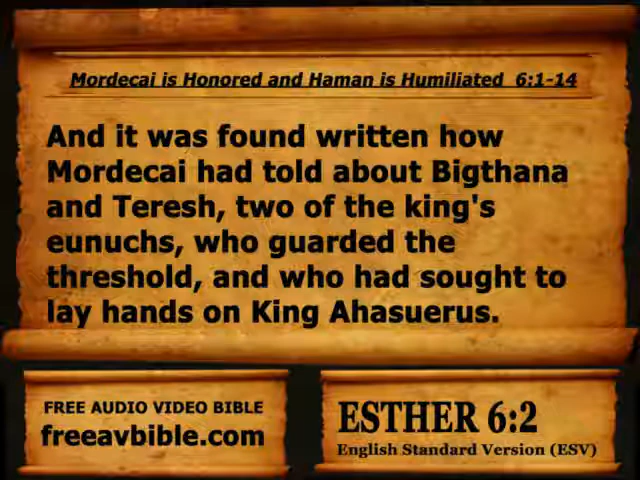 Mordecai is Honored and Haman is Humiliated 6:1-14
And it was found written how
Mordecai had told about Bigthana
and Teresh, two of the king's
eunuchs, who guarded the
threshold, and who had sought to
lay hands on King Ahasuerus.
FREE AUDIO VIDEO BIBLE
freeavbible.com
ESTHER 6:2
English Standard Version (ESV)